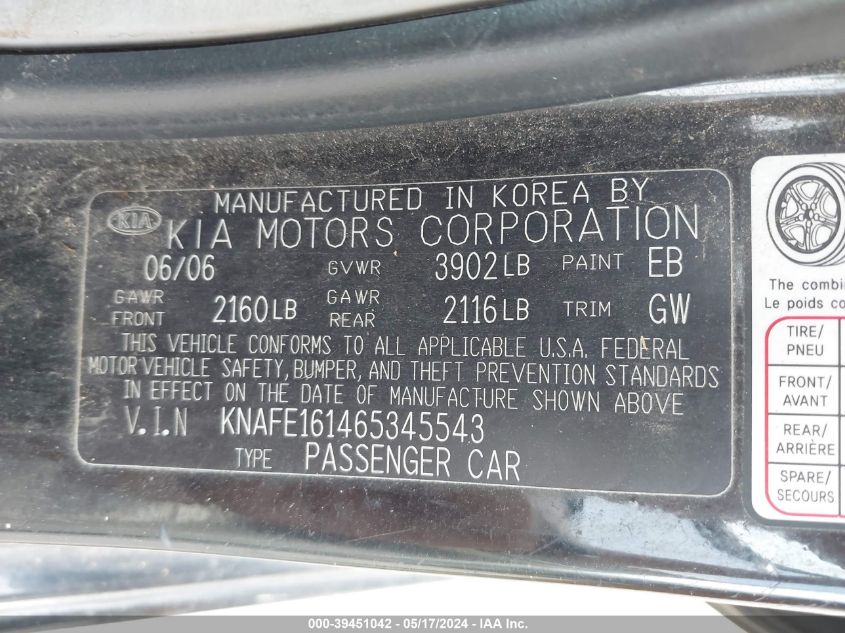 MANUFACTURED IN KOREA BY
KIA
KIA MOTORS CORPORATION
06/06 GVWR 3902LB PAINT EB
GAWR FRONT 2160LB GAWR REAR 2116LB TRIM GW
THIS VEHICLE CONFORMS TO ALL APPLICABLE U.S.A. FEDERAL
MOTOR VEHICLE SAFETY, BUMPER, AND THEFT PREVENTION STANDARDS
IN EFFECT ON THE DATE OF MANUFACTURE SHOWN ABOVE
V.I.N KNAFE161465345543
TYPE PASSENGER CAR
The combin
Le poids co
TIRE/
PNEU
FRONT/
AVANT
REAR/
ARRIÈRE
SPARE/
SECOURS
000-39451042 - 05/17/2024 - IAA Inc.